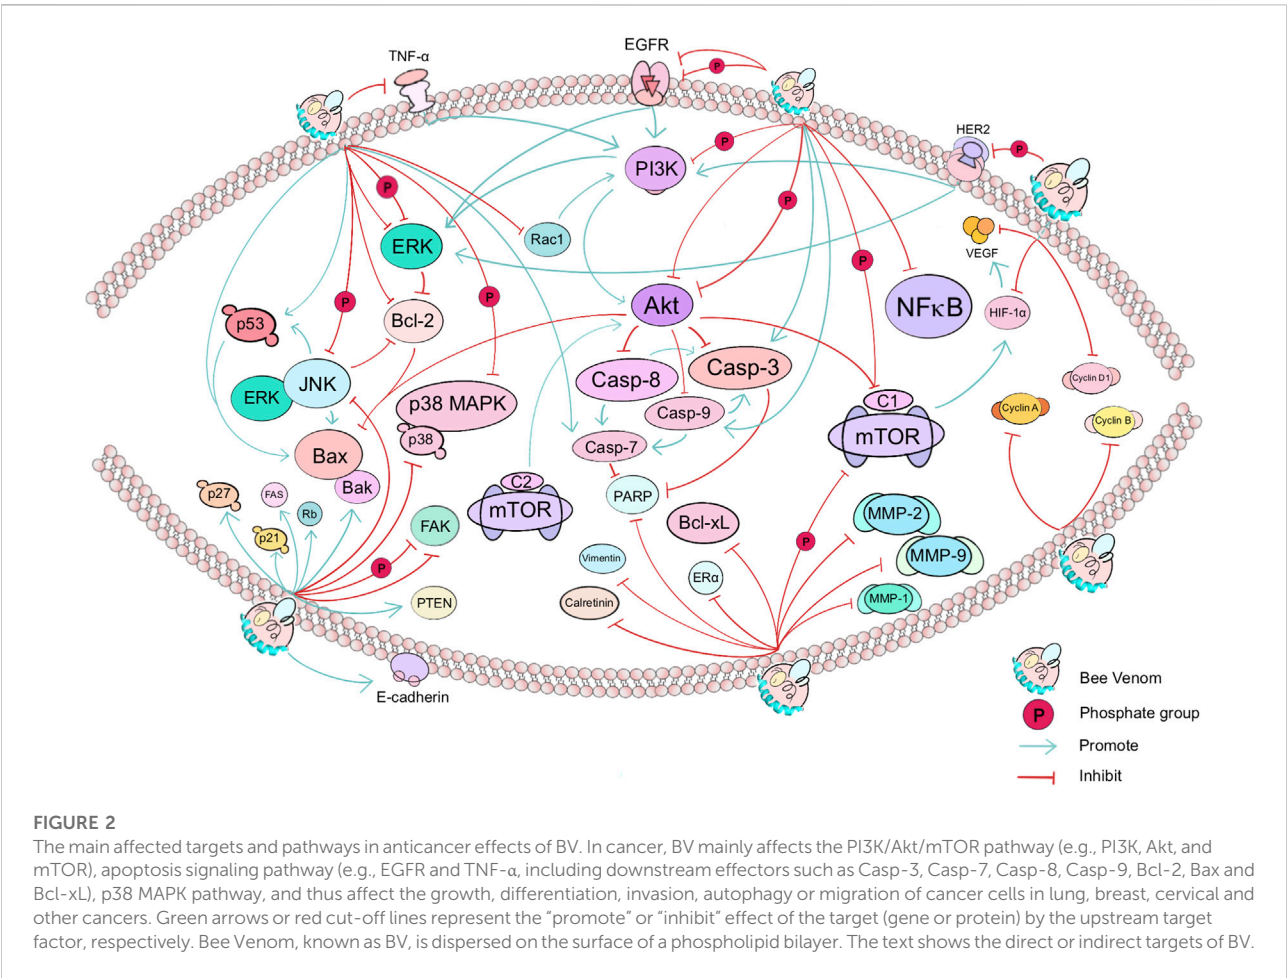 EGFR
TNF-α
P
HER2
P
P
PI3K
P
P
ERK
Rac1
VEGF
P
P
P
Akt
NFκB
HIF-1α
p53
Bcl-2
JNK
ERK
Casp-8
Casp-3
Cyclin D1
p38 MAPK
p38
Casp-9
C1
mTOR
Cyclin A
Cyclin B
Bax
Bak
Casp-7
C2
mTOR
PARP
p27
FAS
Rb
p21
FAK
Bcl-xL
MMP-2
MMP-9
MMP-1
P
P
Vimentin
ERα
Calretinin
PTEN
E-cadherin
Bee Venom
P
Phosphate group
Promote
Inhibit
FIGURE 2
The main affected targets and pathways in anticancer effects of BV. In cancer, BV mainly affects the PI3K/Akt/mTOR pathway (e.g., PI3K, Akt, and
mTOR), apoptosis signaling pathway (e.g., EGFR and TNF-α, including downstream effectors such as Casp-3, Casp-7, Casp-8, Casp-9, Bcl-2, Bax and
Bcl-xL), p38 MAPK pathway, and thus affect the growth, differentiation, invasion, autophagy or migration of cancer cells in lung, breast, cervical and
other cancers. Green arrows or red cut-off lines represent the “promote” or “inhibit” effect of the target (gene or protein) by the upstream target
factor, respectively. Bee Venom, known as BV, is dispersed on the surface of a phospholipid bilayer. The text shows the direct or indirect targets of BV.